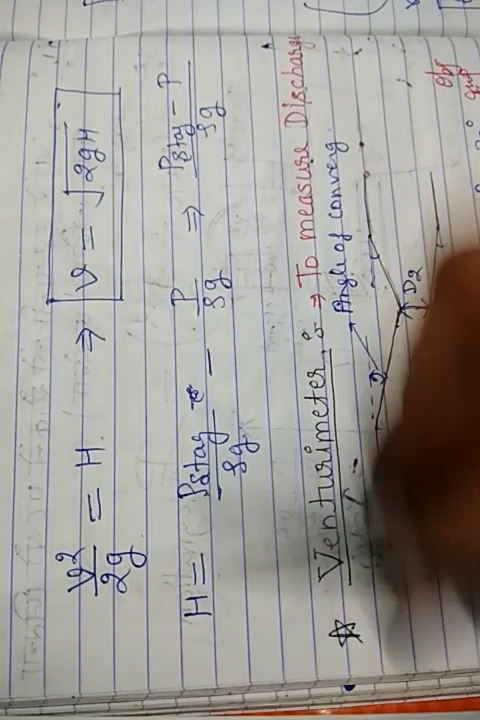 V²/2g = H. ⇒ V = √2gH
H = Pstag/ρg − P/ρg ⇒ Pstag − P/ρg
☆ Venturimeter :- ⇒ To measure Discharge
Angle of converg
D2